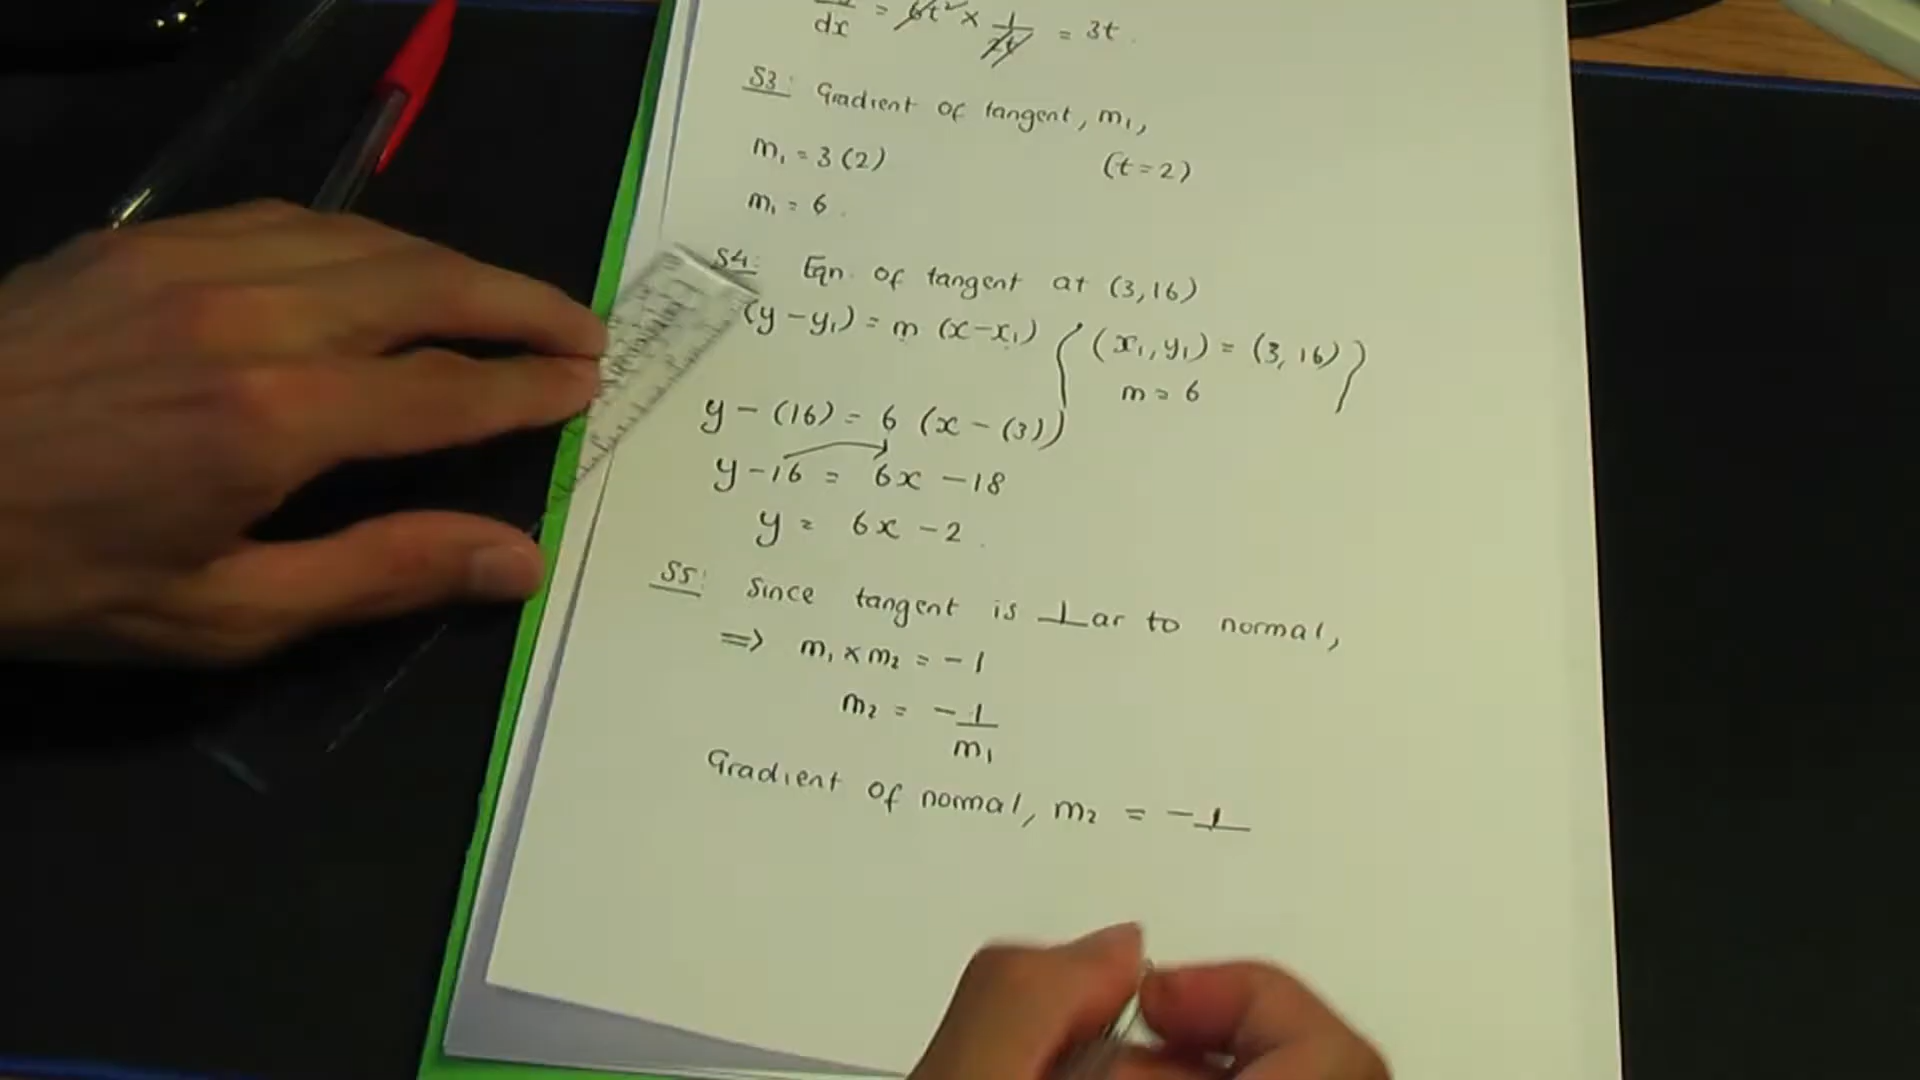 dx = 6t² × 1/2t = 3t.
S3: Gradient of tangent, m₁,
m₁ = 3(2) (t=2)
m₁ = 6.
S4: Eqn. of tangent at (3,16)
(y-y₁) = m (x-x₁) { (x₁, y₁) = (3, 16) }
m = 6
y - (16) = 6 (x - (3))
y - 16 = 6x - 18
y = 6x - 2.
S5: Since tangent is ⊥ar to normal,
⇒ m₁ × m₂ = -1
m₂ = -1/m₁
Gradient of normal, m₂ = -1